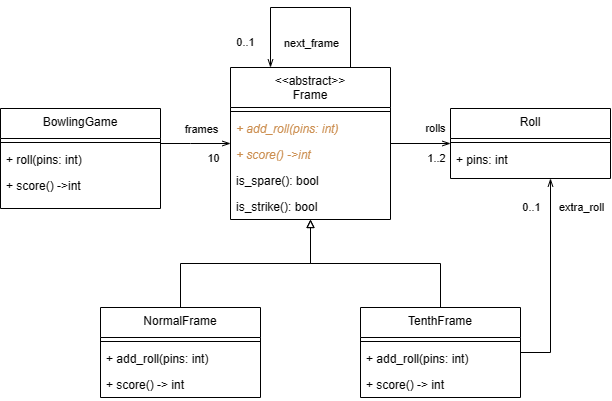 0..1
next_frame
<<abstract>>
Frame
+ add_roll(pins: int)
+ score() ->int
is_spare(): bool
is_strike(): bool
BowlingGame
+ roll(pins: int)
+ score() ->int
frames
10
rolls
1..2
Roll
+ pins: int
0..1
extra_roll
NormalFrame
+ add_roll(pins: int)
+ score() -> int
TenthFrame
+ add_roll(pins: int)
+ score() -> int